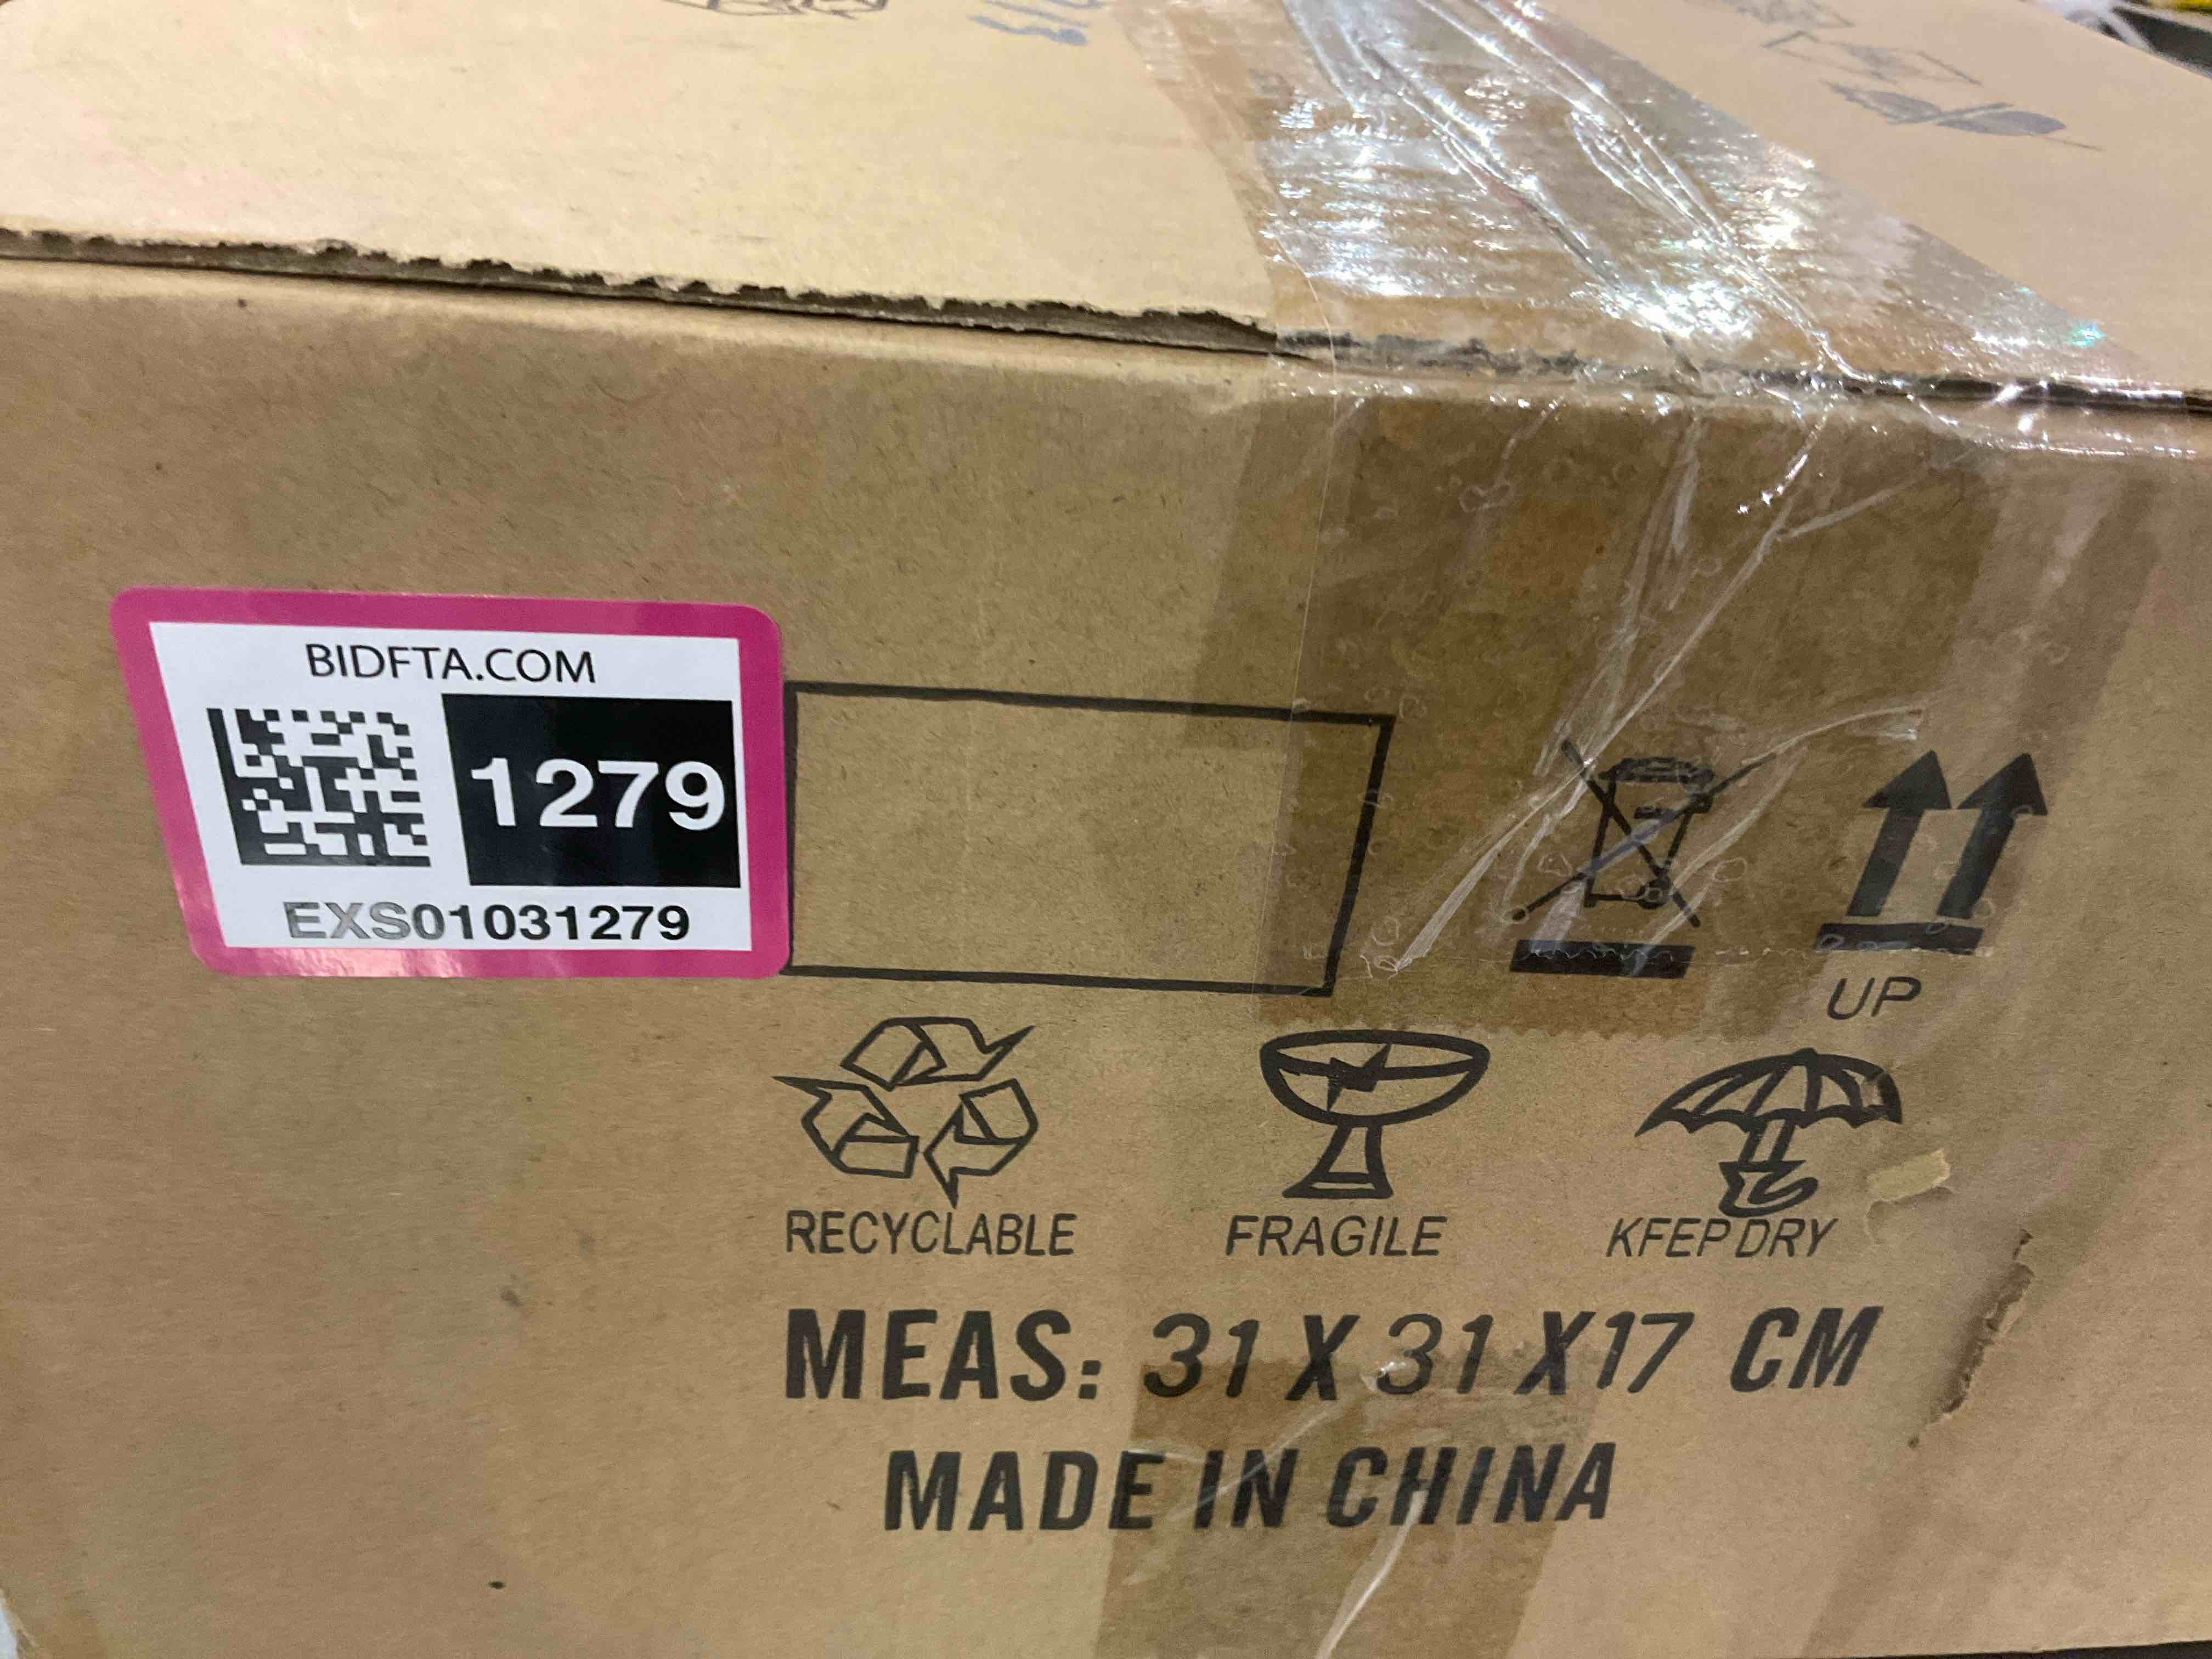 BIDFTA.COM
1279
EXS01031279
UP
RECYCLABLE
FRAGILE
KFEP DRY
MEAS: 31 X 31 X17 CM
MADE IN CHINA